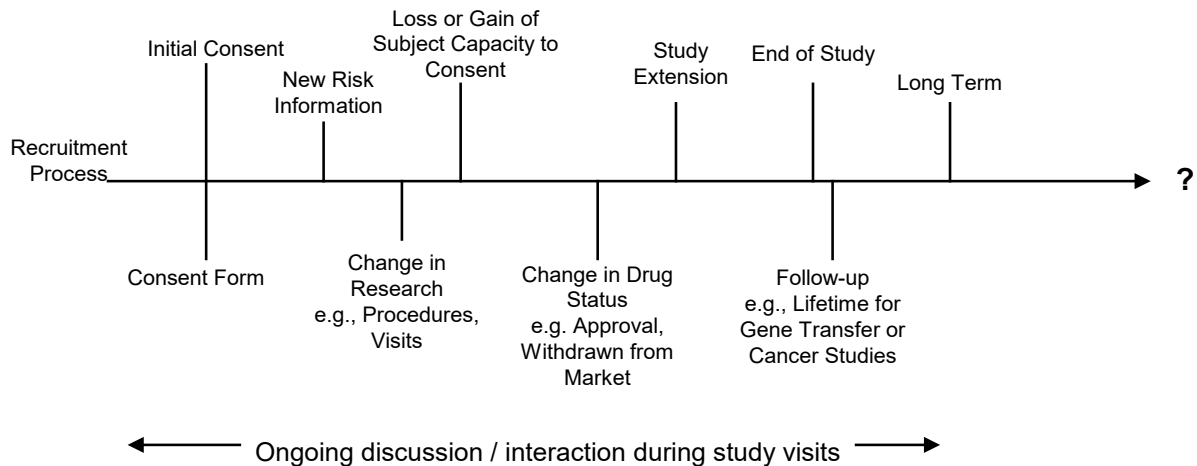 Initial Consent
New Risk
Information
Loss or Gain of
Subject Capacity to
Consent
Study
Extension
End of Study
Long Term
Recruitment
Process
?
Consent Form
Change in
Research
e.g., Procedures,
Visits
Change in Drug
Status
e.g. Approval,
Withdrawn from
Market
Follow-up
e.g., Lifetime for
Gene Transfer or
Cancer Studies
Ongoing discussion / interaction during study visits